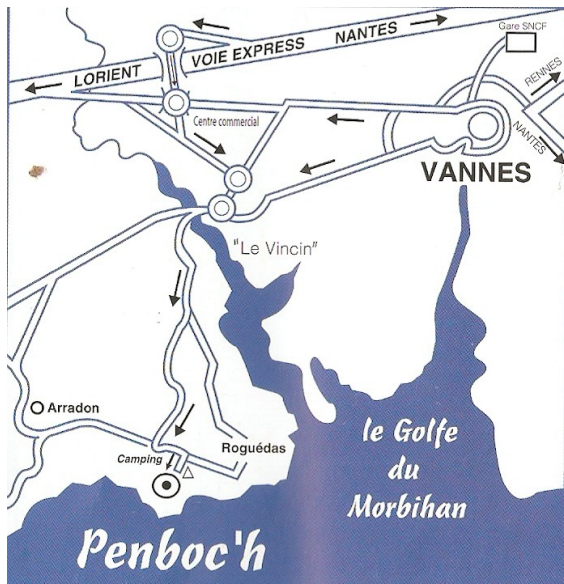 Gare SNCF
NANTES
VOIE EXPRESS
LORIENT
RENNES
NANTES
Centre commercial
VANNES
"Le Vincin"
Arradon
Roguédas
Camping
le Golfe
du
Morbihan
Penboc'h